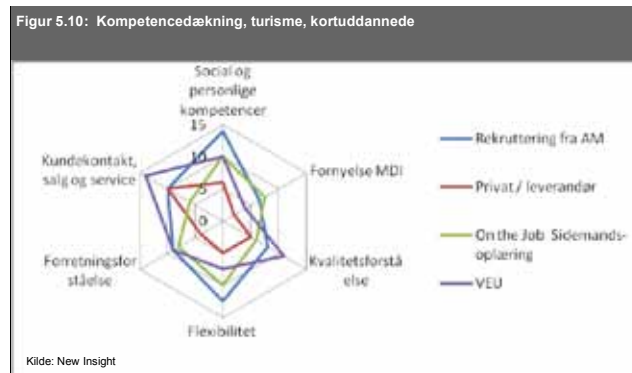 Figur 5.10: Kompetencedækning, turisme, kortuddannede
Social og
personlige
kompetencer
15
10
5
0
Fornyelse MDI
Kvalitetsforstå
else
Flexibilitet
Forretningsfor
ståelse
Kundekontakt,
salg og service
Rekruttering fra AM
Privat / leverandør
On the Job Sidemands-
oplæring
VEU
Kilde: New Insight